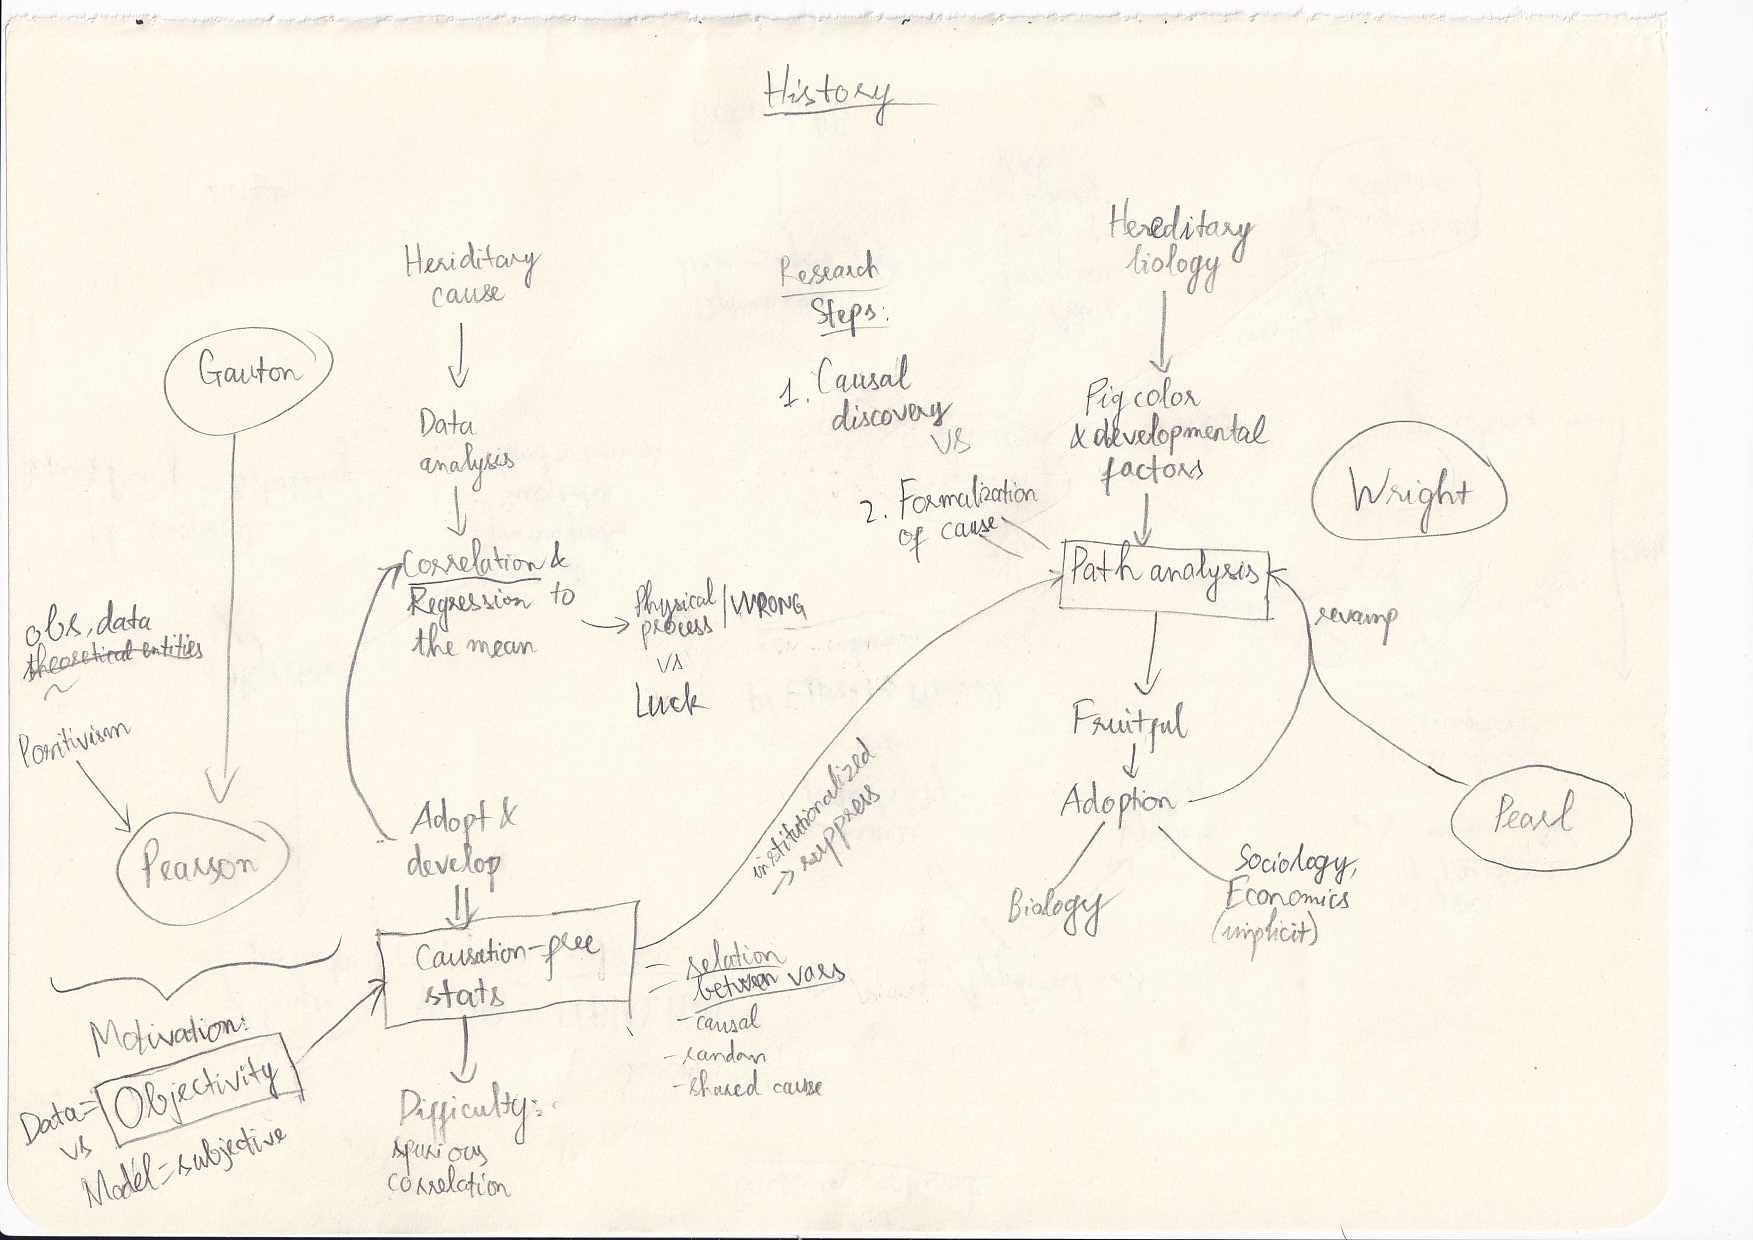 History
Gauton
obs, data
theoretical entities
~
Positivism
Pearson
Motivation:
Data = Objectivity
vs
Model = subjective
Heriditary
cause
Data
analysis
Correlation &
Regression to
the mean
Physical
process / WRONG
vs
Luck
Adopt &
develop
Causation-free
stats
Difficulty:
spurious
correlation
- relation
- between vars
- causal
- random
- shared cause
institutionalized
→ suppress
Research
Steps:
1. Causal
discovery
vs
2. Formalization
of cause
Hereditary
biology
Pig color
& developmental
factors
Path analysis
Fruitful
Adoption
Biology
Sociology,
Economics
(implicit)
Wright
revamp
Pearl